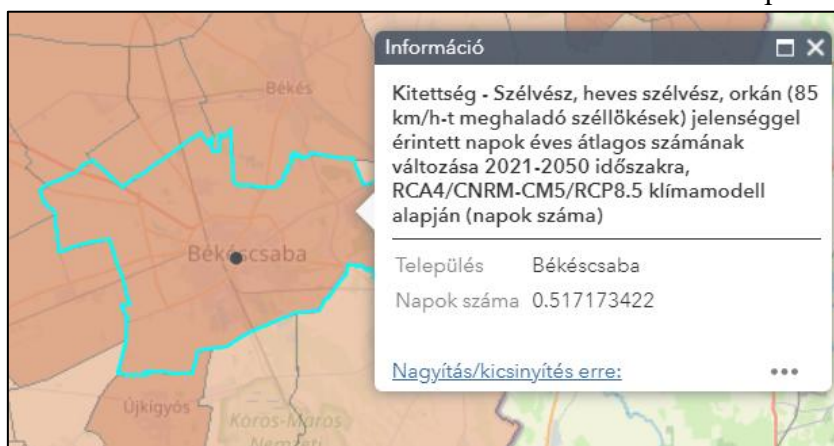 Információ
Kitettség - Szélvész, heves szélvész, orkán (85
km/h-t meghaladó széllökések) jelenséggel
érintett napok éves átlagos számának
változása 2021-2050 időszakra,
RCA4/CNRM-CM5/RCP8.5 klímamodell
alapján (napok száma)
Település Békéscsaba
Napok száma 0.517173422
Nagyítás/kicsinyítés erre:
Békés
Békéscsaba
Újkígyós
Körös-Maros
Nemzeti